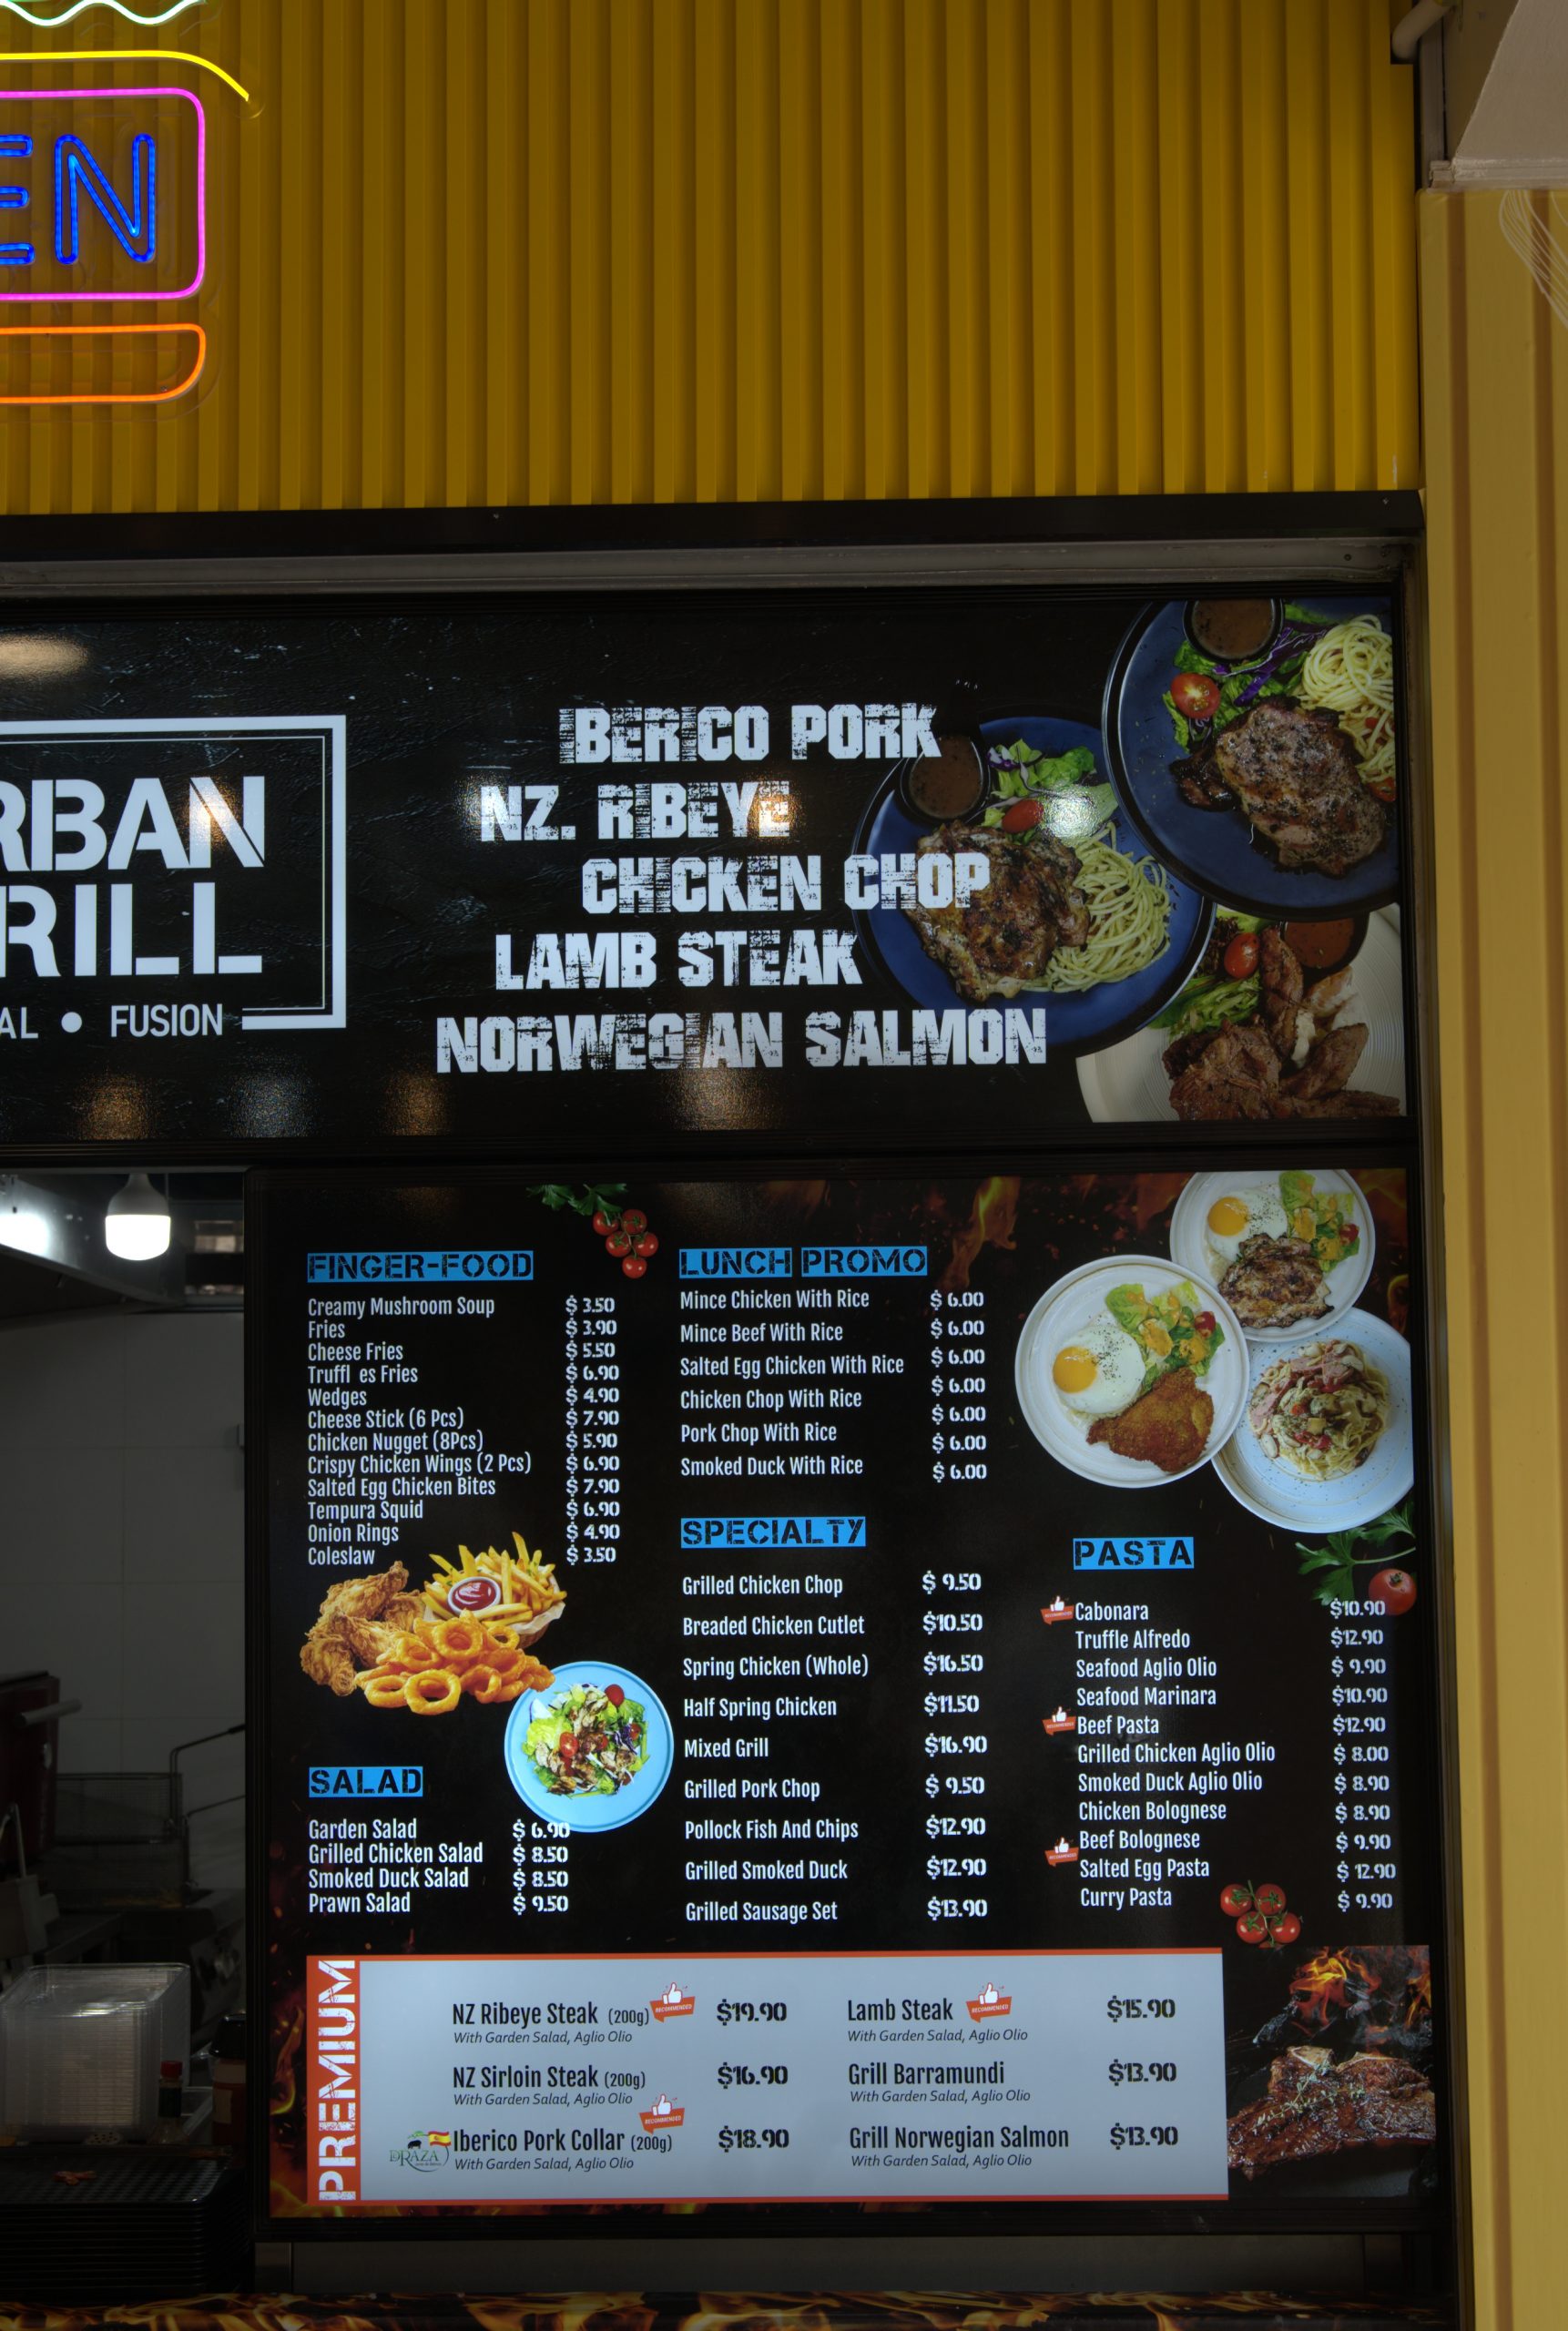 EN
RBAN
RILL
AL • FUSION
IBERICO PORK
NZ. RIBEYE
CHICKEN CHOP
LAMB STEAK
NORWEGIAN SALMON
FINGER-FOOD
Creamy Mushroom Soup $ 3.50
Fries $ 3.90
Cheese Fries $ 5.50
Truffl es Fries $ 6.90
Wedges $ 4.90
Cheese Stick (6 Pcs) $ 7.90
Chicken Nugget (8Pcs) $ 5.90
Crispy Chicken Wings (2 Pcs) $ 6.90
Salted Egg Chicken Bites $ 7.90
Tempura Squid $ 6.90
Onion Rings $ 4.90
Coleslaw $ 3.50
SALAD
Garden Salad $ 6.90
Grilled Chicken Salad $ 8.50
Smoked Duck Salad $ 8.50
Prawn Salad $ 9.50
LUNCH PROMO
Mince Chicken With Rice $ 6.00
Mince Beef With Rice $ 6.00
Salted Egg Chicken With Rice $ 6.00
Chicken Chop With Rice $ 6.00
Pork Chop With Rice $ 6.00
Smoked Duck With Rice $ 6.00
$ 6.00
SPECIALTY
Grilled Chicken Chop $ 9.50
Breaded Chicken Cutlet $10.50
Spring Chicken (Whole) $16.50
Half Spring Chicken $11.50
Mixed Grill $16.90
Grilled Pork Chop $ 9.50
Pollock Fish And Chips $12.90
Grilled Smoked Duck $12.90
Grilled Sausage Set $13.90
PASTA
Cabonara $10.90
Truffle Alfredo $12.90
Seafood Aglio Olio $ 9.90
Seafood Marinara $10.90
Beef Pasta $12.90
Grilled Chicken Aglio Olio $ 8.00
Smoked Duck Aglio Olio $ 8.90
Chicken Bolognese $ 8.90
Beef Bolognese $ 9.90
Salted Egg Pasta $ 12.90
Curry Pasta $ 9.90
PREMIUM
NZ Ribeye Steak (200g) RECOMMENDED $19.90
With Garden Salad, Aglio Olio
NZ Sirloin Steak (200g) $16.90
With Garden Salad, Aglio Olio
RECOMMENDED
DRAZA Iberico Pork Collar (200g) $18.90
With Garden Salad, Aglio Olio
Lamb Steak RECOMMENDED $15.90
With Garden Salad, Aglio Olio
Grill Barramundi $13.90
With Garden Salad, Aglio Olio
Grill Norwegian Salmon $13.90
With Garden Salad, Aglio Olio